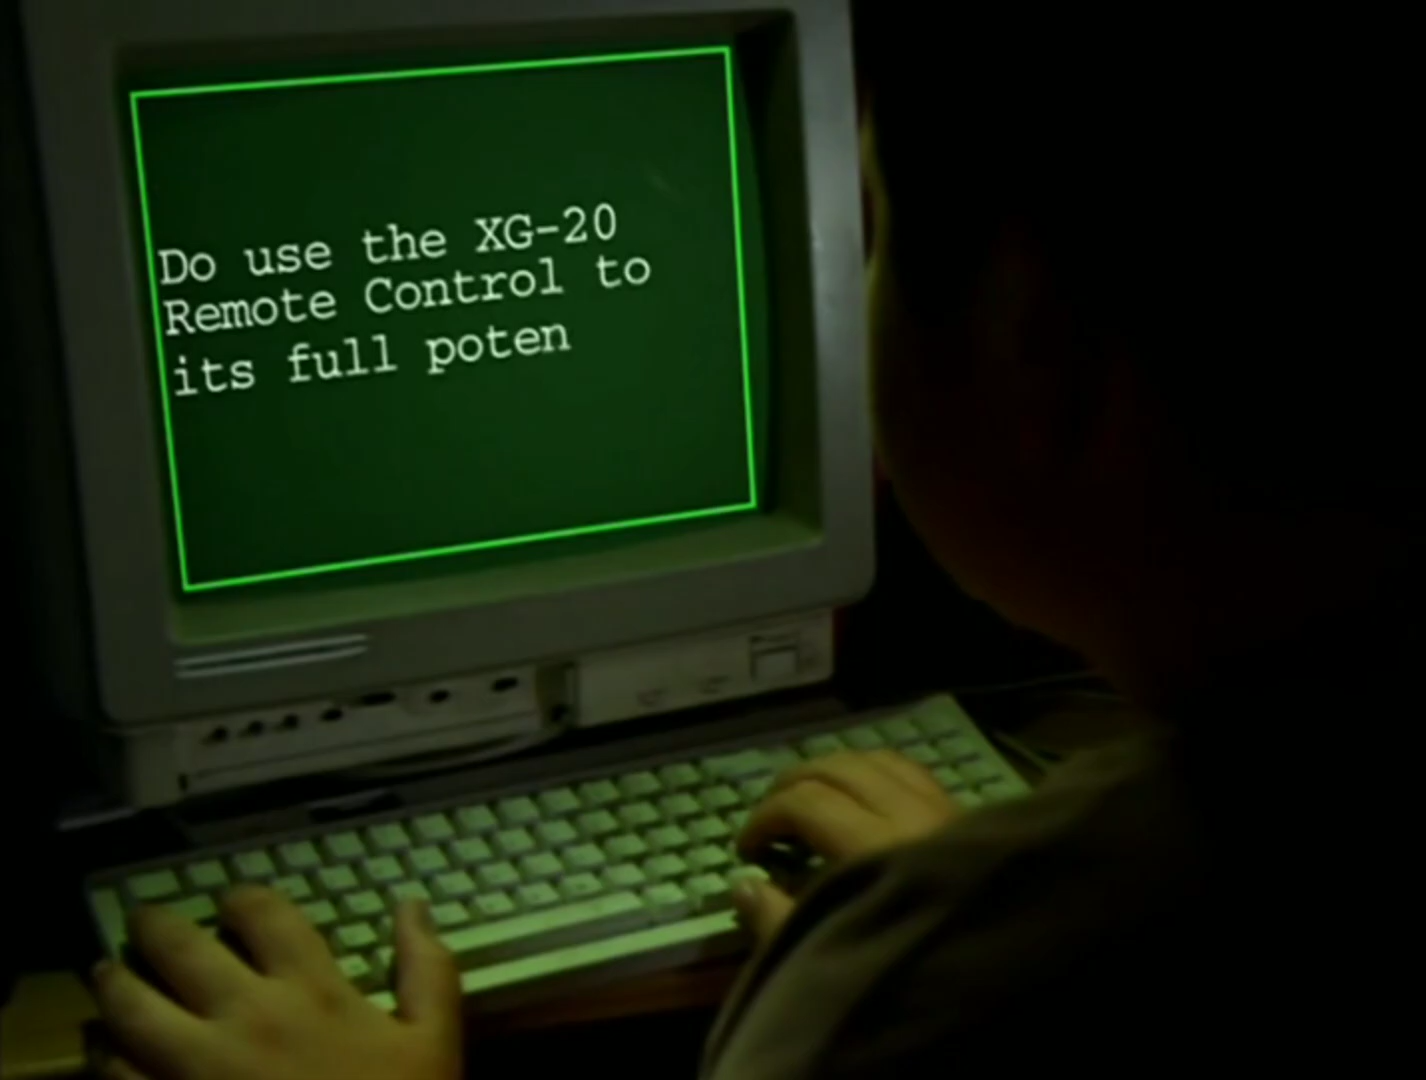 Do use the XG-20
Remote Control to
its full poten